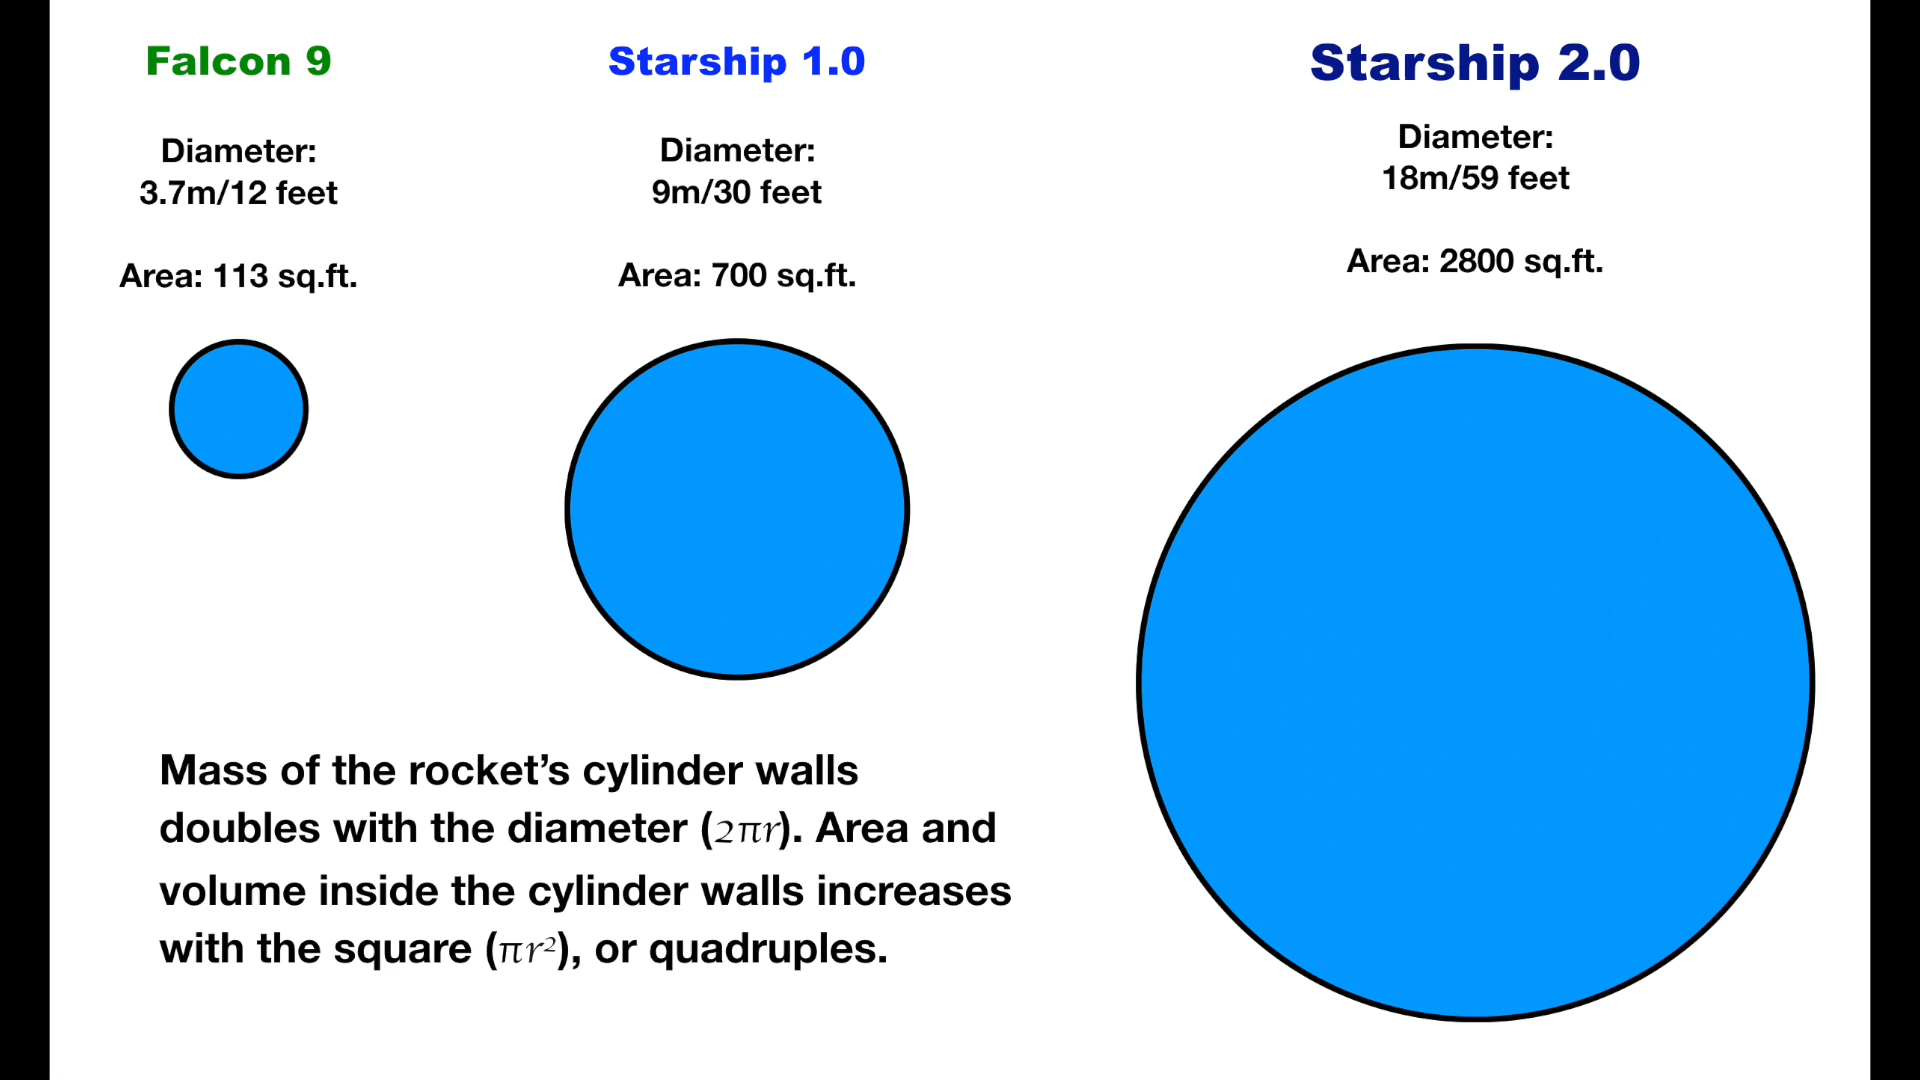 Falcon 9
Diameter:
3.7m/12 feet
Area: 113 sq.ft.
Starship 1.0
Diameter:
9m/30 feet
Area: 700 sq.ft.
Starship 2.0
Diameter:
18m/59 feet
Area: 2800 sq.ft.
Mass of the rocket’s cylinder walls
doubles with the diameter (2πr). Area and
volume inside the cylinder walls increases
with the square (πr²), or quadruples.